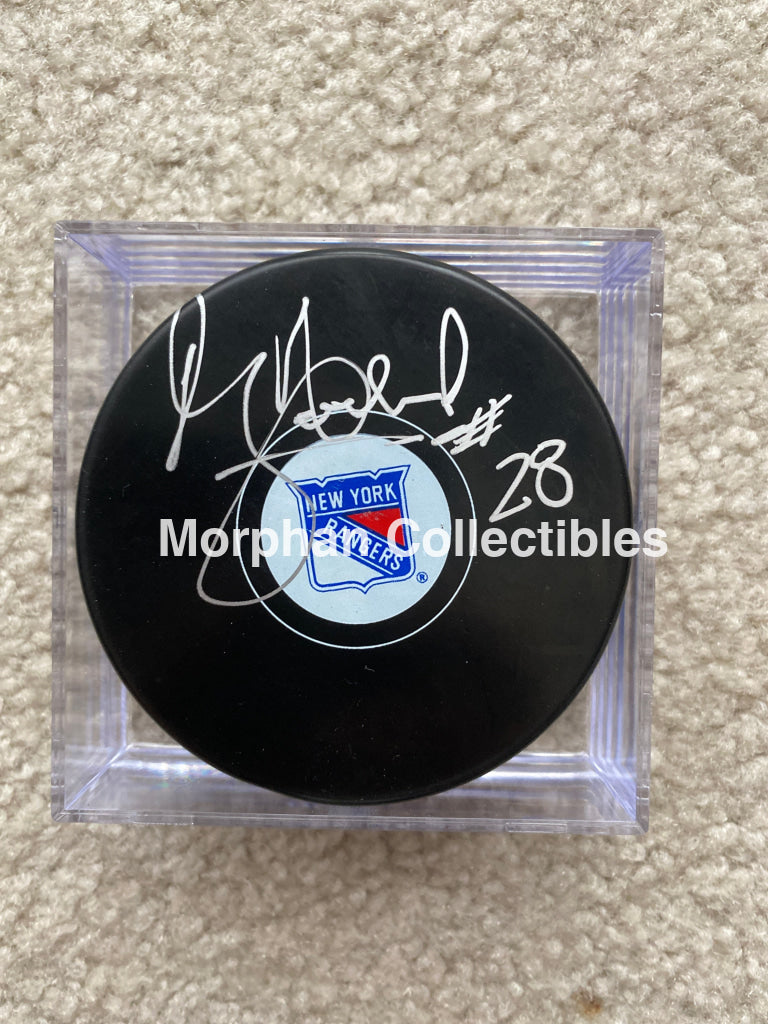 #28
NEW YORK
RANGERS
®
Morphan Collectibles